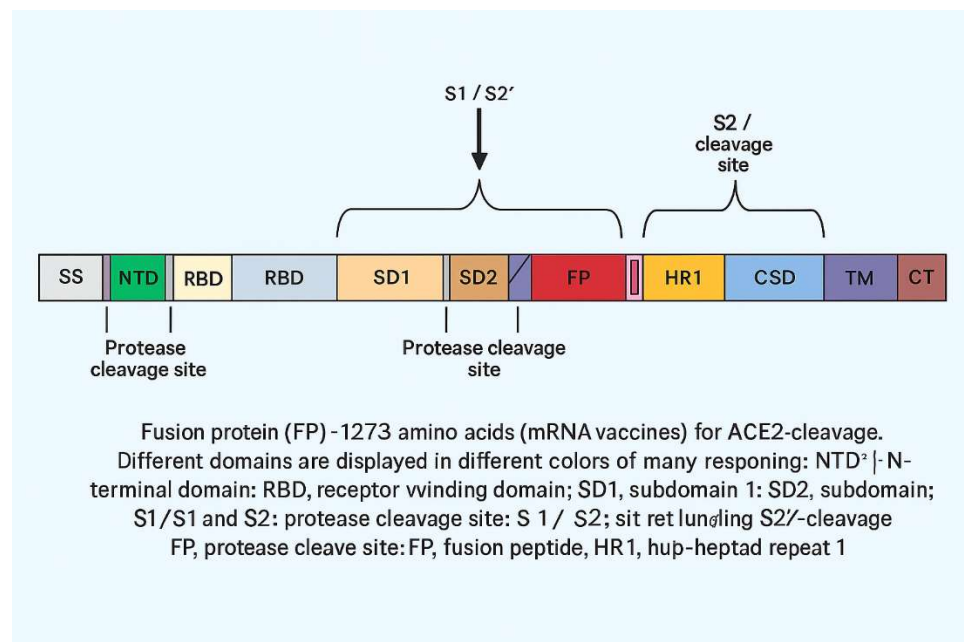 S1 / S2′
S2 /
cleavage
site
SS NTD RBD RBD SD1 SD2 FP HR1 CSD TM CT
Protease
cleavage site
Protease cleavage
site
Fusion protein (FP) -1273 amino acids (mRNA vaccines) for ACE2-cleavage.
Different domains are displayed in different colors of many responing: NTD² |-N-
terminal domain: RBD, receptor vvinding domain; SD1, subdomain 1: SD2, subdomain;
S1/S1 and S2: protease cleavage site: S 1 / S2; sit ret S2′-cleavage
FP, protease cleave site: FP, fusion peptide, HR1, hup-heptad repeat 1